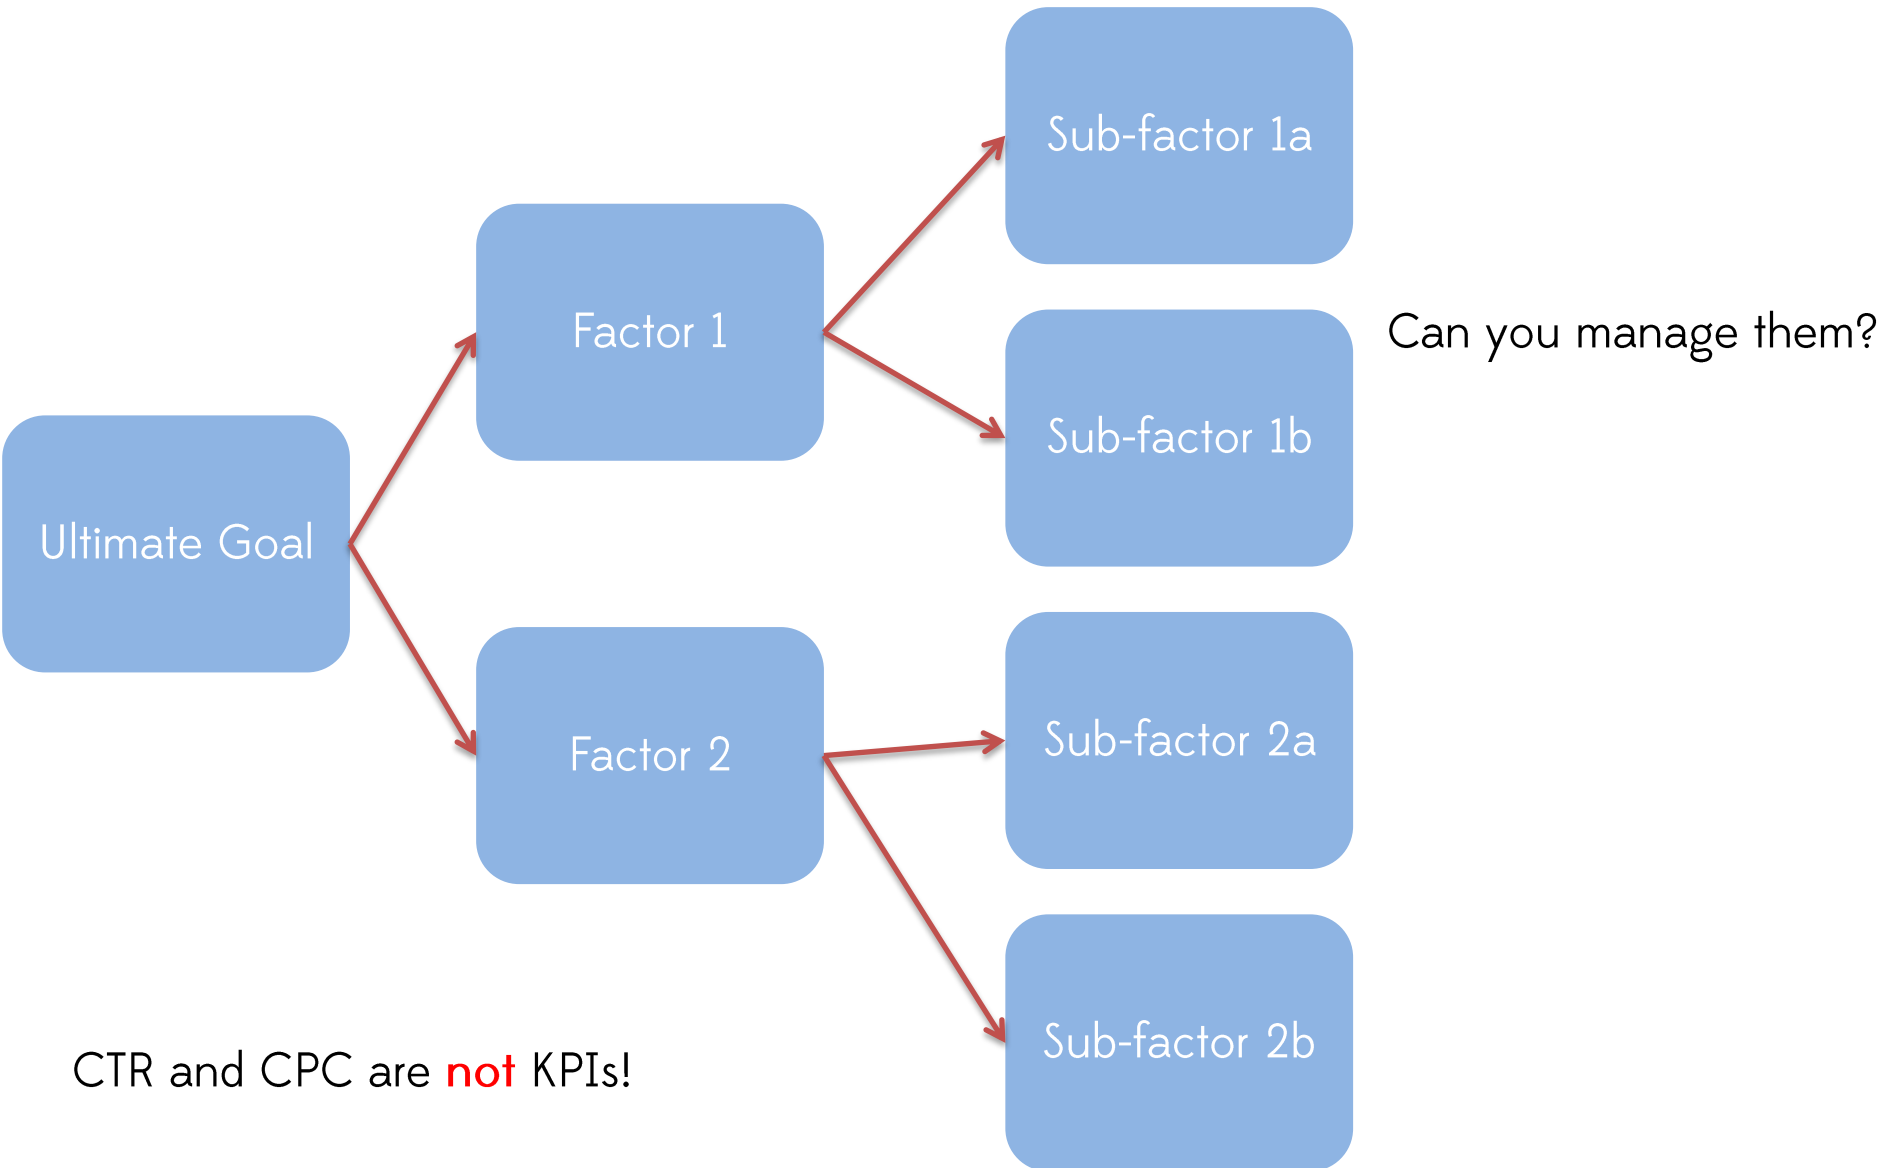 Sub-factor 1a
Factor 1
Can you manage them?
Sub-factor 1b
Ultimate Goal
Sub-factor 2a
Factor 2
Sub-factor 2b
CTR and CPC are not KPIs!